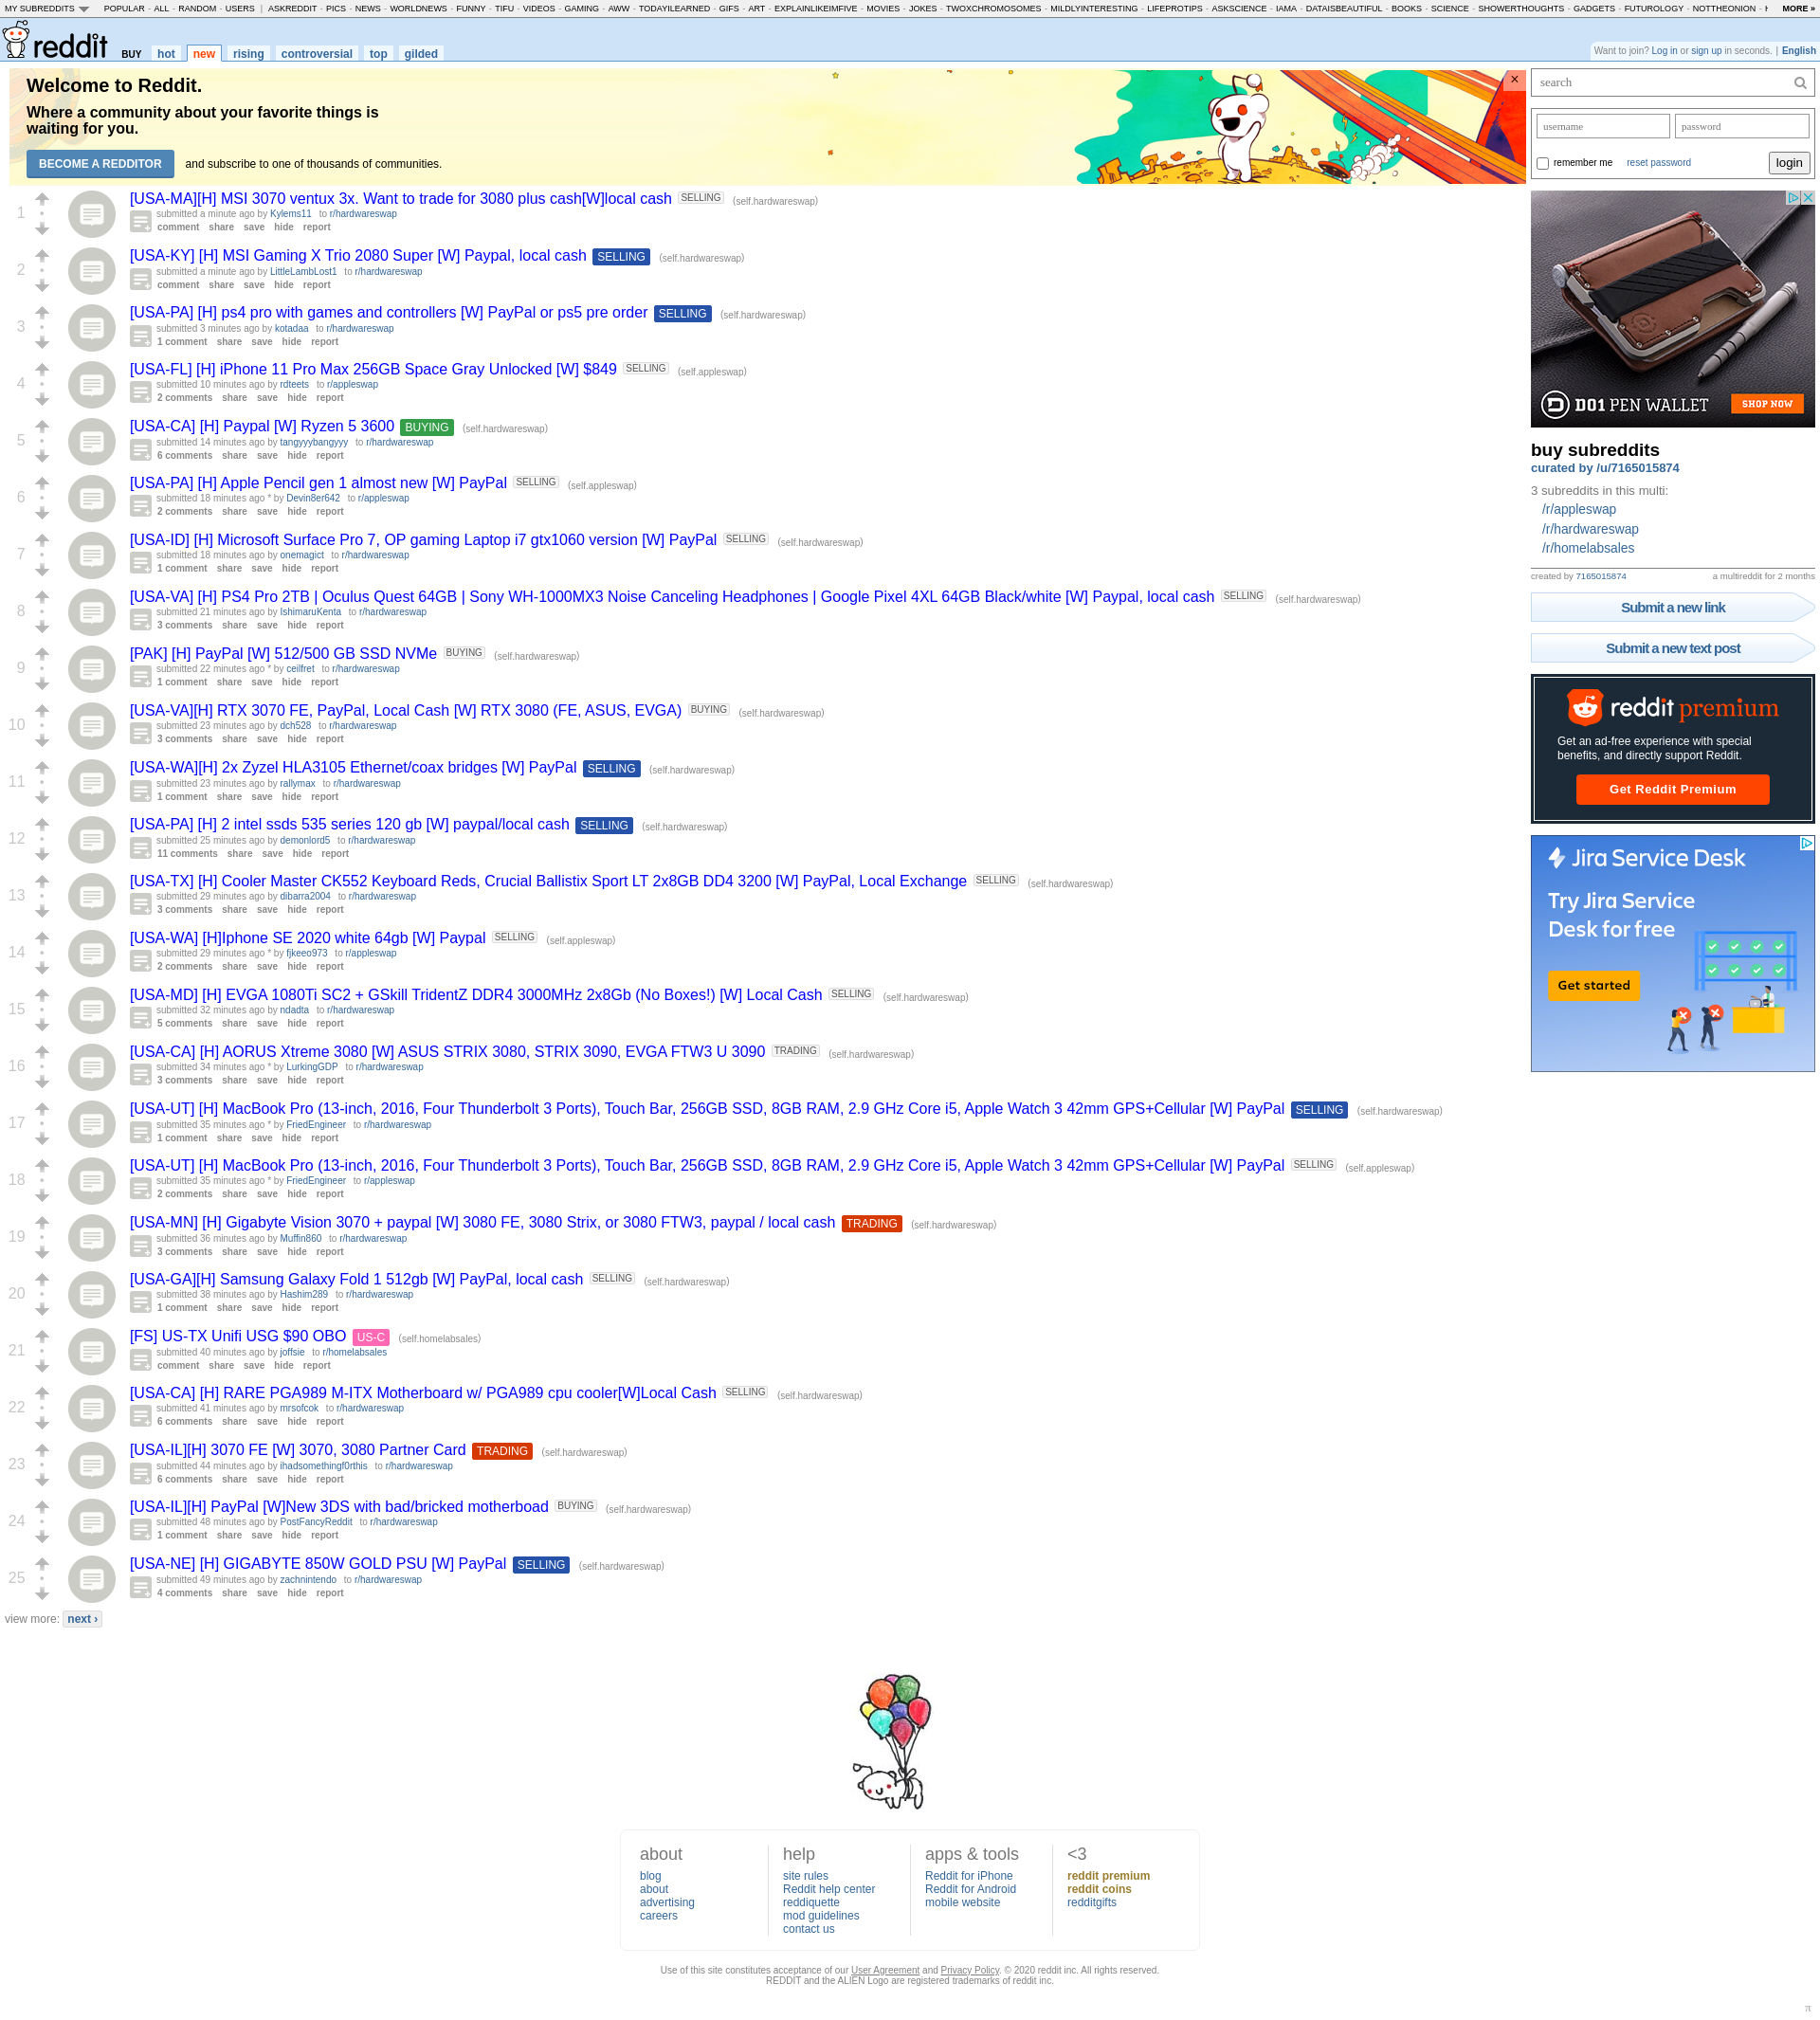 MY SUBREDDITS POPULAR - ALL - RANDOM - USERS | ASKREDDIT - PICS - NEWS - WORLDNEWS - FUNNY - TIFU - VIDEOS - GAMING - AWW - TODAYILEARNED - GIFS - ART - EXPLAINLIKEIMFIVE - MOVIES - JOKES - TWOXCHROMOSOMES - MILDLYINTERESTING - LIFEPROTIPS - ASKSCIENCE - IAMA - DATAISBEAUTIFUL - BOOKS - SCIENCE - SHOWERTHOUGHTS - GADGETS - FUTUROLOGY - NOTTHEONION - MORE »
reddit BUY hot new rising controversial top gilded
Want to join? Log in or sign up in seconds. | English
Welcome to Reddit.
Where a community about your favorite things is
waiting for you.
BECOME A REDDITOR and subscribe to one of thousands of communities.
×
1
[USA-MA][H] MSI 3070 ventux 3x. Want to trade for 3080 plus cash[W]local cash SELLING (self.hardwareswap)
submitted a minute ago by Kylems11 to r/hardwareswap
comment share save hide report
2
[USA-KY] [H] MSI Gaming X Trio 2080 Super [W] Paypal, local cash SELLING (self.hardwareswap)
submitted a minute ago by LittleLambLost1 to r/hardwareswap
comment share save hide report
3
[USA-PA] [H] ps4 pro with games and controllers [W] PayPal or ps5 pre order SELLING (self.hardwareswap)
submitted 3 minutes ago by kotadaa to r/hardwareswap
1 comment share save hide report
4
[USA-FL] [H] iPhone 11 Pro Max 256GB Space Gray Unlocked [W] $849 SELLING (self.appleswap)
submitted 10 minutes ago by rdteets to r/appleswap
2 comments share save hide report
5
[USA-CA] [H] Paypal [W] Ryzen 5 3600 BUYING (self.hardwareswap)
submitted 14 minutes ago by tangyyybangyyy to r/hardwareswap
6 comments share save hide report
6
[USA-PA] [H] Apple Pencil gen 1 almost new [W] PayPal SELLING (self.appleswap)
submitted 18 minutes ago * by Devin8er642 to r/appleswap
2 comments share save hide report
7
[USA-ID] [H] Microsoft Surface Pro 7, OP gaming Laptop i7 gtx1060 version [W] PayPal SELLING (self.hardwareswap)
submitted 18 minutes ago by onemagict to r/hardwareswap
1 comment share save hide report
8
[USA-VA] [H] PS4 Pro 2TB | Oculus Quest 64GB | Sony WH-1000MX3 Noise Canceling Headphones | Google Pixel 4XL 64GB Black/white [W] Paypal, local cash SELLING (self.hardwareswap)
submitted 21 minutes ago by IshimaruKenta to r/hardwareswap
3 comments share save hide report
9
[PAK] [H] PayPal [W] 512/500 GB SSD NVMe BUYING (self.hardwareswap)
submitted 22 minutes ago * by ceilfret to r/hardwareswap
1 comment share save hide report
10
[USA-VA][H] RTX 3070 FE, PayPal, Local Cash [W] RTX 3080 (FE, ASUS, EVGA) BUYING (self.hardwareswap)
submitted 23 minutes ago by dch528 to r/hardwareswap
3 comments share save hide report
11
[USA-WA][H] 2x Zyzel HLA3105 Ethernet/coax bridges [W] PayPal SELLING (self.hardwareswap)
submitted 23 minutes ago by rallymax to r/hardwareswap
1 comment share save hide report
12
[USA-PA] [H] 2 intel ssds 535 series 120 gb [W] paypal/local cash SELLING (self.hardwareswap)
submitted 25 minutes ago by demonlord5 to r/hardwareswap
11 comments share save hide report
13
[USA-TX] [H] Cooler Master CK552 Keyboard Reds, Crucial Ballistix Sport LT 2x8GB DD4 3200 [W] PayPal, Local Exchange SELLING (self.hardwareswap)
submitted 29 minutes ago by dibarra2004 to r/hardwareswap
3 comments share save hide report
14
[USA-WA] [H]Iphone SE 2020 white 64gb [W] Paypal SELLING (self.appleswap)
submitted 29 minutes ago * by fjkeeo973 to r/appleswap
2 comments share save hide report
15
[USA-MD] [H] EVGA 1080Ti SC2 + GSkill TridentZ DDR4 3000MHz 2x8Gb (No Boxes!) [W] Local Cash SELLING (self.hardwareswap)
submitted 32 minutes ago by ndadta to r/hardwareswap
5 comments share save hide report
16
[USA-CA] [H] AORUS Xtreme 3080 [W] ASUS STRIX 3080, STRIX 3090, EVGA FTW3 U 3090 TRADING (self.hardwareswap)
submitted 34 minutes ago * by LurkingGDP to r/hardwareswap
3 comments share save hide report
17
[USA-UT] [H] MacBook Pro (13-inch, 2016, Four Thunderbolt 3 Ports), Touch Bar, 256GB SSD, 8GB RAM, 2.9 GHz Core i5, Apple Watch 3 42mm GPS+Cellular [W] PayPal SELLING (self.hardwareswap)
submitted 35 minutes ago * by FriedEngineer to r/hardwareswap
1 comment share save hide report
18
[USA-UT] [H] MacBook Pro (13-inch, 2016, Four Thunderbolt 3 Ports), Touch Bar, 256GB SSD, 8GB RAM, 2.9 GHz Core i5, Apple Watch 3 42mm GPS+Cellular [W] PayPal SELLING (self.appleswap)
submitted 35 minutes ago * by FriedEngineer to r/appleswap
2 comments share save hide report
19
[USA-MN] [H] Gigabyte Vision 3070 + paypal [W] 3080 FE, 3080 Strix, or 3080 FTW3, paypal / local cash TRADING (self.hardwareswap)
submitted 36 minutes ago by Muffin860 to r/hardwareswap
3 comments share save hide report
20
[USA-GA][H] Samsung Galaxy Fold 1 512gb [W] PayPal, local cash SELLING (self.hardwareswap)
submitted 38 minutes ago by Hashim289 to r/hardwareswap
1 comment share save hide report
21
[FS] US-TX Unifi USG $90 OBO US-C (self.homelabsales)
submitted 40 minutes ago by joffsie to r/homelabsales
comment share save hide report
22
[USA-CA] [H] RARE PGA989 M-ITX Motherboard w/ PGA989 cpu cooler[W]Local Cash SELLING (self.hardwareswap)
submitted 41 minutes ago by mrsofcok to r/hardwareswap
6 comments share save hide report
23
[USA-IL][H] 3070 FE [W] 3070, 3080 Partner Card TRADING (self.hardwareswap)
submitted 44 minutes ago by ihadsomethingf0rthis to r/hardwareswap
6 comments share save hide report
24
[USA-IL][H] PayPal [W]New 3DS with bad/bricked motherboad BUYING (self.hardwareswap)
submitted 48 minutes ago by PostFancyReddit to r/hardwareswap
1 comment share save hide report
25
[USA-NE] [H] GIGABYTE 850W GOLD PSU [W] PayPal SELLING (self.hardwareswap)
submitted 49 minutes ago by zachnintendo to r/hardwareswap
4 comments share save hide report
view more: next ›
search
username password
remember me reset password login
D01 PEN WALLET SHOP NOW
buy subreddits
curated by /u/7165015874
3 subreddits in this multi:
/r/appleswap
/r/hardwareswap
/r/homelabsales
created by 7165015874 a multireddit for 2 months
Submit a new link
Submit a new text post
reddit premium
Get an ad-free experience with special
benefits, and directly support Reddit.
Get Reddit Premium
Jira Service Desk
Try Jira Service
Desk for free
Get started
about
blog
about
advertising
careers
help
site rules
Reddit help center
reddiquette
mod guidelines
contact us
apps & tools
Reddit for iPhone
Reddit for Android
mobile website
<3
reddit premium
reddit coins
redditgifts
Use of this site constitutes acceptance of our User Agreement and Privacy Policy. © 2020 reddit inc. All rights reserved.
REDDIT and the ALIEN Logo are registered trademarks of reddit inc.
π